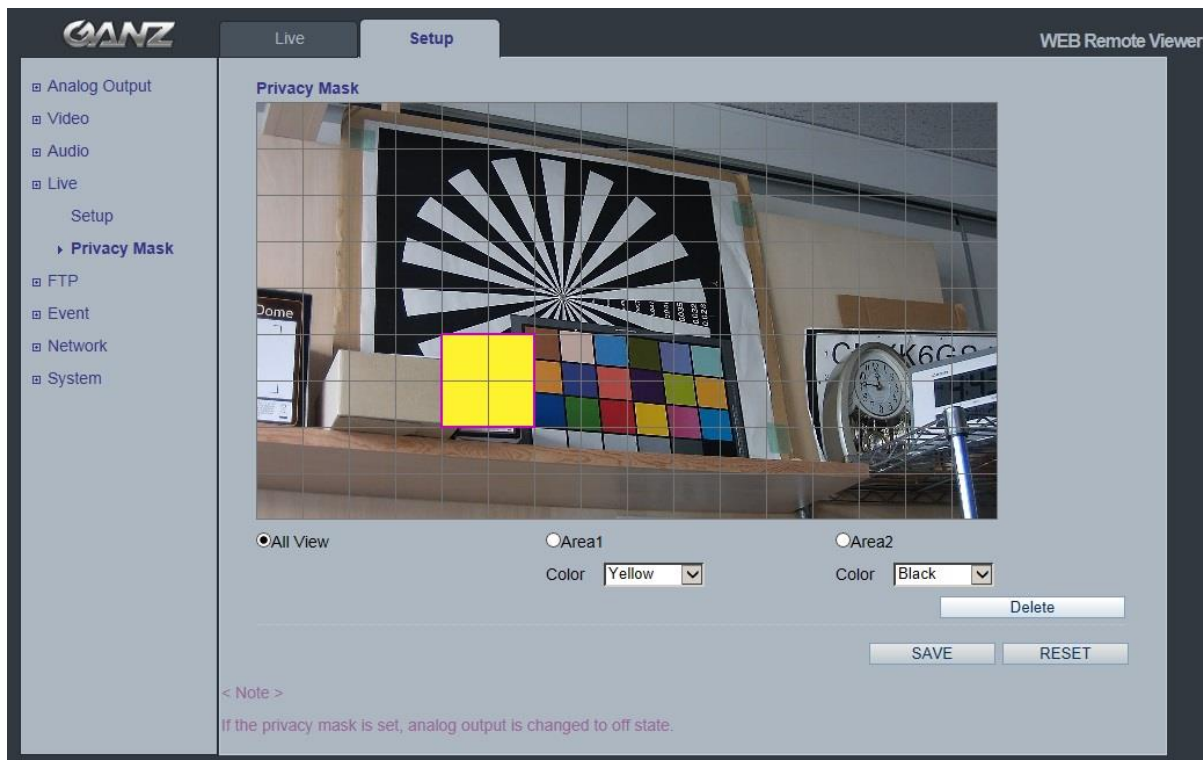 GANZ
Live
Setup
WEB Remote Viewer
Analog Output
Video
Audio
Live
Setup
Privacy Mask
FTP
Event
Network
System
Privacy Mask
Dome
All View
Area1
Area2
Color Yellow
Color Black
Delete
SAVE
RESET
< Note >
If the privacy mask is set, analog output is changed to off state.